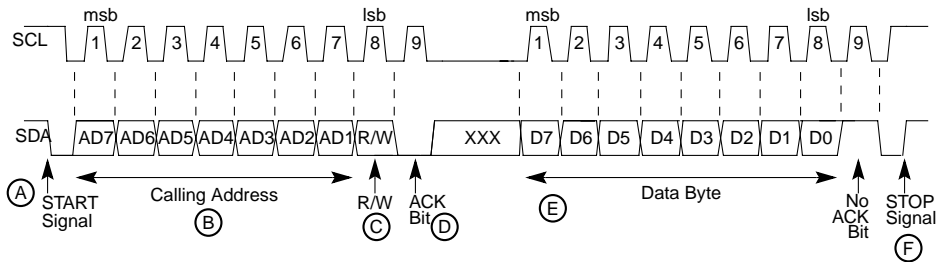 msb lsb msb lsb
SCL 1 2 3 4 5 6 7 8 9 1 2 3 4 5 6 7 8 9
SDA AD7 AD6 AD5 AD4 AD3 AD2 AD1 R/W XXX D7 D6 D5 D4 D3 D2 D1 D0
A START Signal
Calling Address
B
R/W
C
ACK
Bit D
E
Data Byte
No
ACK
Bit
STOP
Signal
F